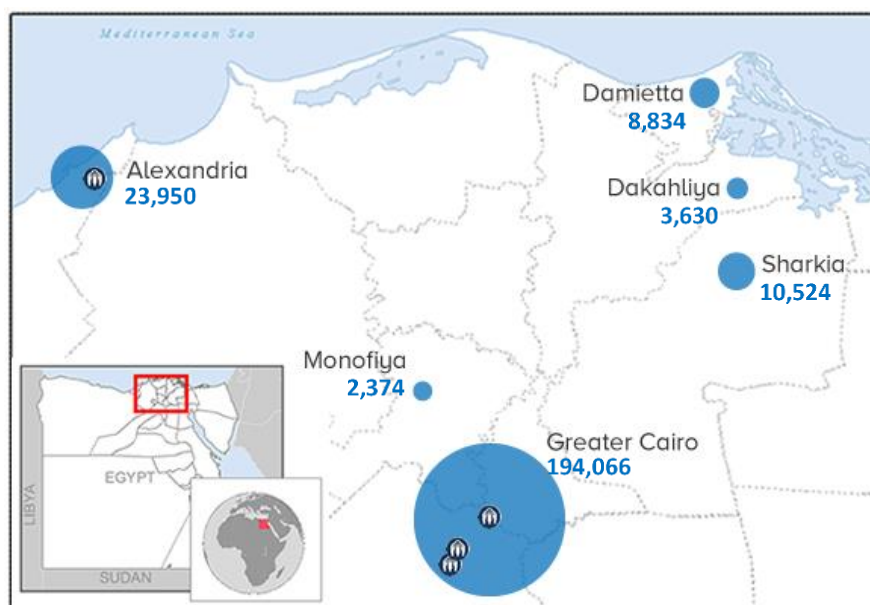 Mediterranean Sea
Damietta
8,834
Alexandria
23,950
Dakahliya
3,630
Sharkia
10,524
Monofiya
2,374
Greater Cairo
194,066
LIBYA
EGYPT
SUDAN